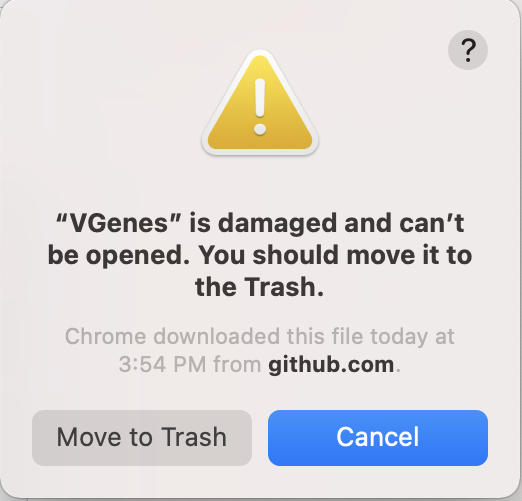 ?
“VGenes” is damaged and can’t
be opened. You should move it to
the Trash.
Chrome downloaded this file today at
3:54 PM from github.com.
Move to Trash
Cancel